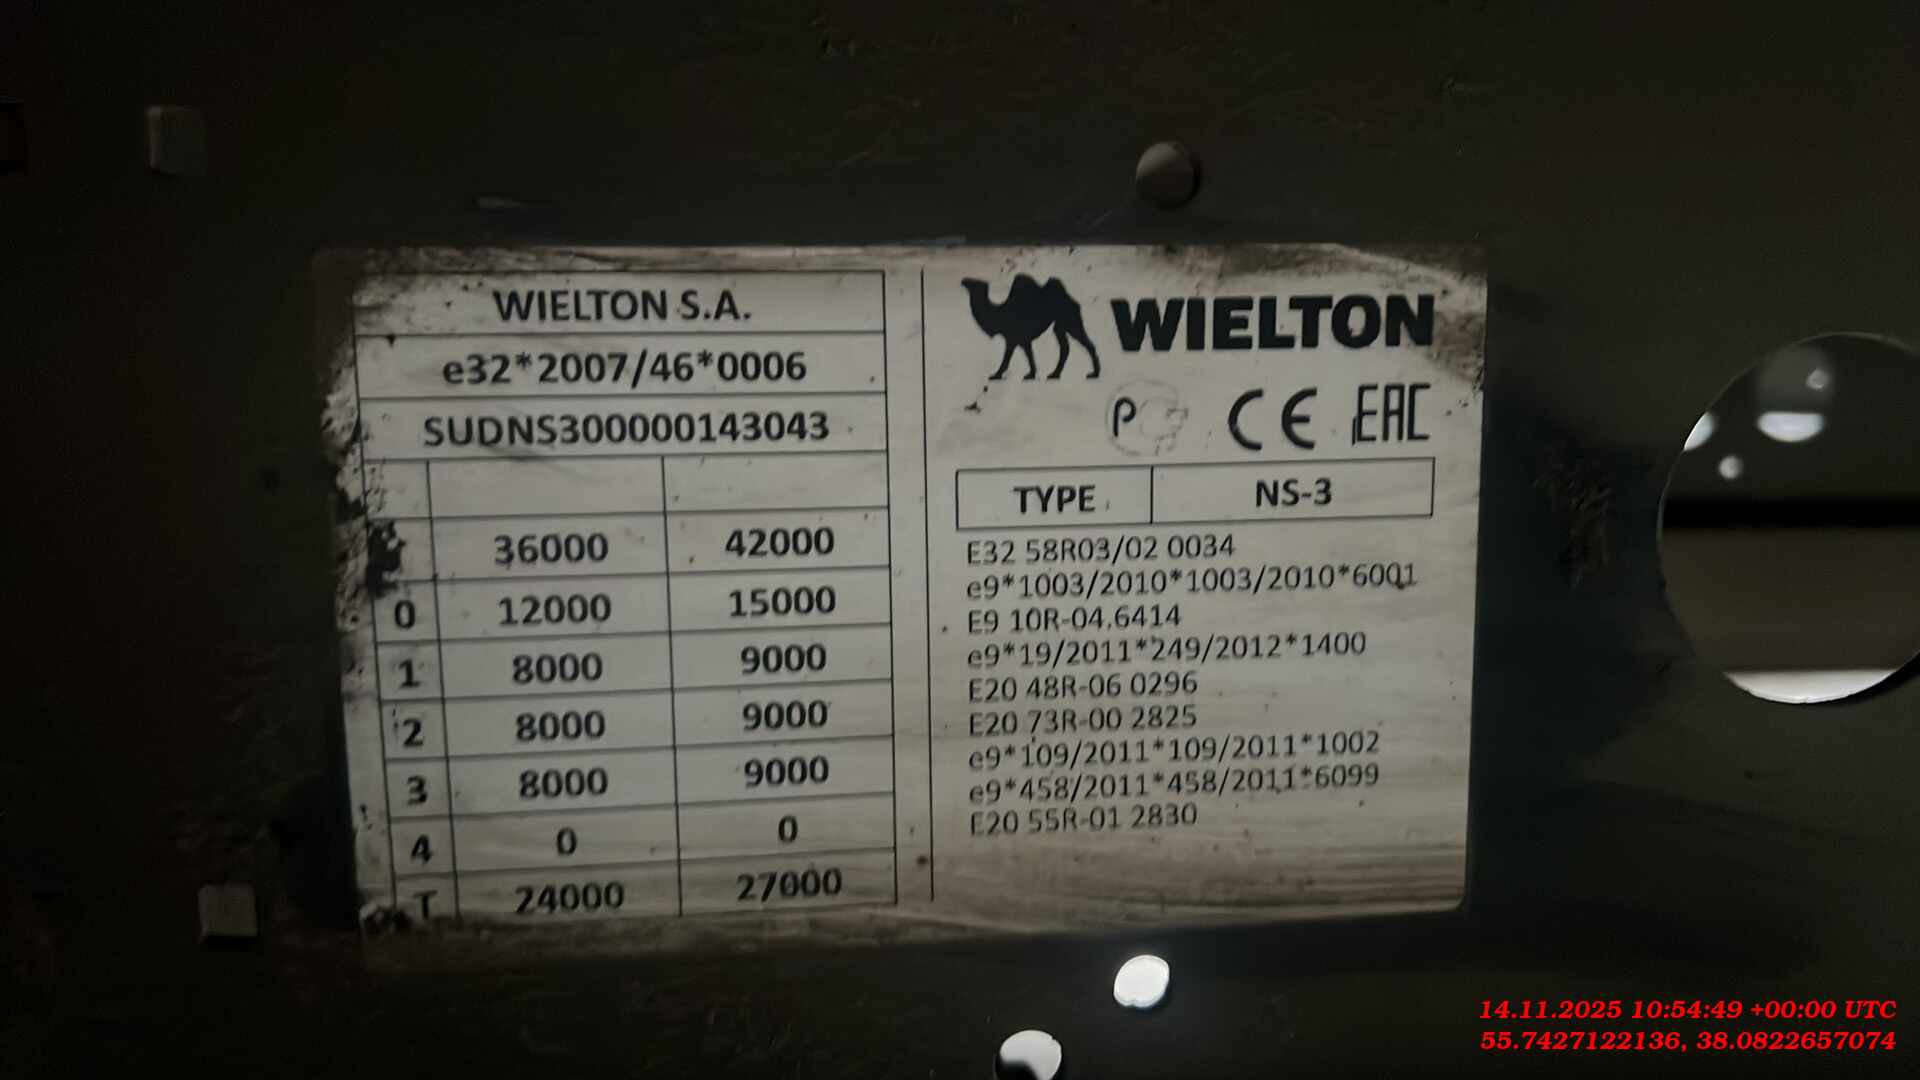 WIELTON S.A.
e32*2007/46*0006
SUDNS300000143043
36000 42000
0 12000 15000
1 8000 9000
2 8000 9000
3 8000 9000
4 0 0
T 24000 27000
WIELTON
CE EAC
TYPE NS-3
E32 58R03/02 0034
e9*1003/2010*1003/2010*6001
E9 10R-04.6414
e9*19/2011*249/2012*1400
E20 48R-06 0296
E20 73R-00 2825
e9*109/2011*109/2011*1002
e9*458/2011*458/2011*6099
E20 55R-01 2830
14.11.2025 10:54:49 +00:00 UTC
55.7427122136, 38.0822657074